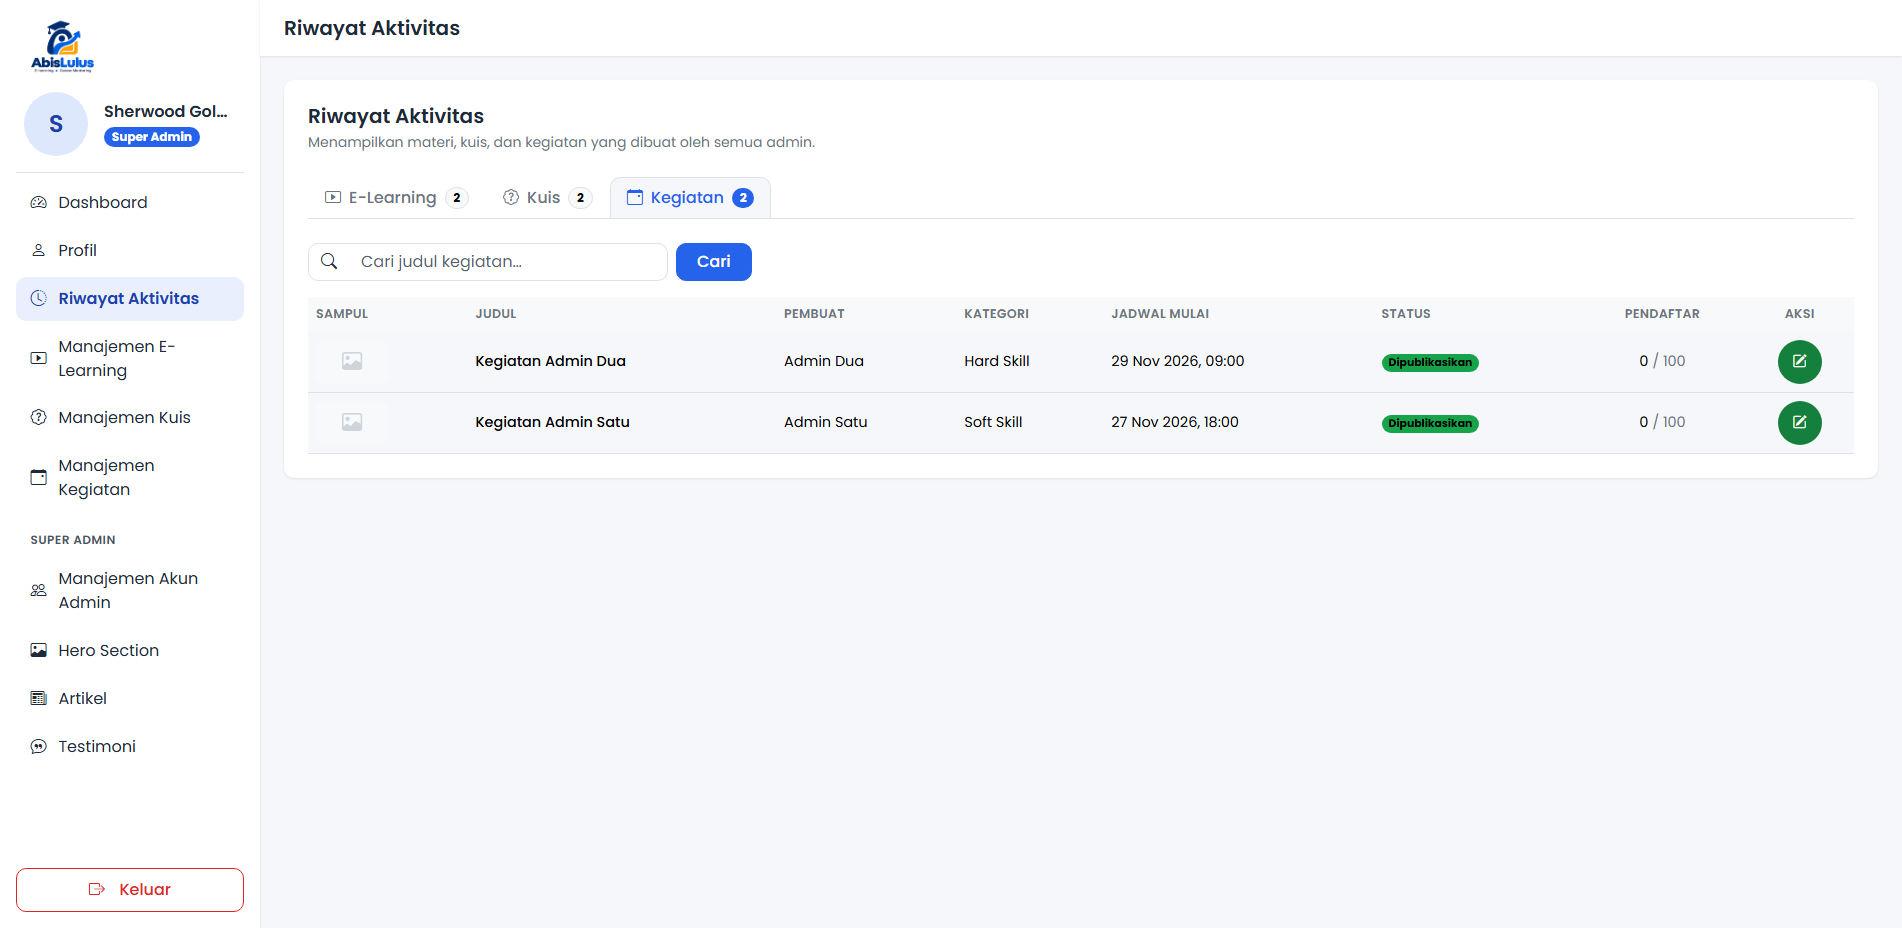 AbisLulus
S
Sherwood Gol...
Super Admin
Dashboard
Profil
Riwayat Aktivitas
Manajemen E-
Learning
Manajemen Kuis
Manajemen
Kegiatan
SUPER ADMIN
Manajemen Akun
Admin
Hero Section
Artikel
Testimoni
Keluar
Riwayat Aktivitas
Riwayat Aktivitas
Menampilkan materi, kuis, dan kegiatan yang dibuat oleh semua admin.
E-Learning 2 Kuis 2 Kegiatan 2
Cari judul kegiatan... Cari
SAMPUL JUDUL PEMBUAT KATEGORI JADWAL MULAI STATUS PENDAFTAR AKSI
Kegiatan Admin Dua Admin Dua Hard Skill 29 Nov 2026, 09:00 Dipublikasikan 0 / 100
Kegiatan Admin Satu Admin Satu Soft Skill 27 Nov 2026, 18:00 Dipublikasikan 0 / 100